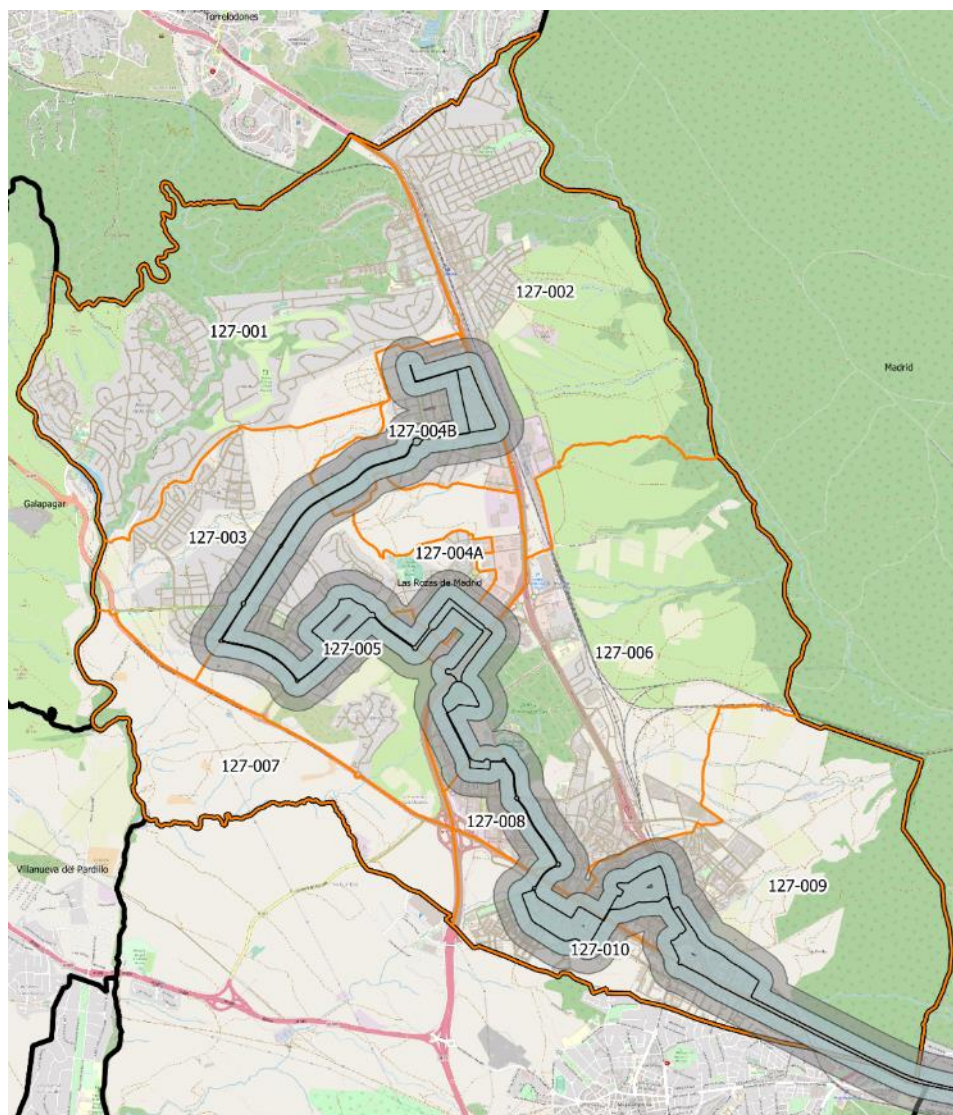 Torrelodones
127-002
127-001
Madrid
127-004B
Galapagar
127-003
127-004A
Las Rozas de Madrid
127-005
127-006
127-007
127-008
Villanueva del Pardillo
127-009
127-010